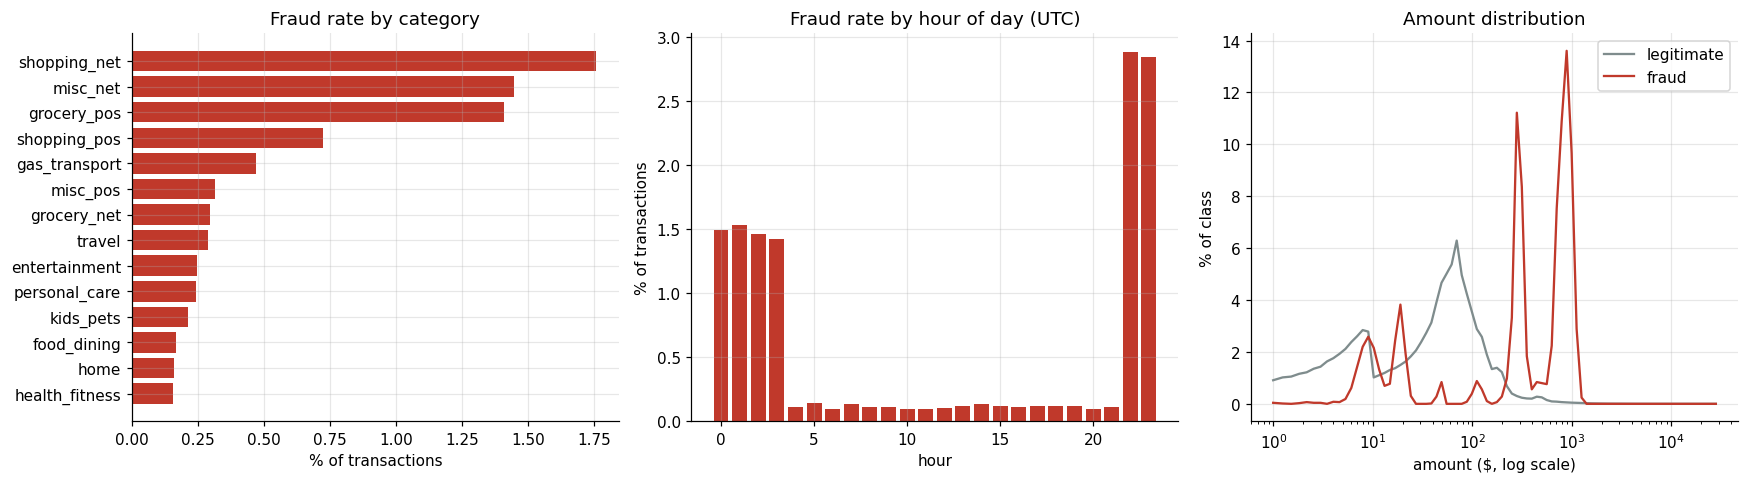 Fraud rate by category
shopping_net
misc_net
grocery_pos
shopping_pos
gas_transport
misc_pos
grocery_net
travel
entertainment
personal_care
kids_pets
food_dining
home
health_fitness
0.00 0.25 0.50 0.75 1.00 1.25 1.50 1.75
% of transactions
Fraud rate by hour of day (UTC)
% of transactions
3.0
2.5
2.0
1.5
1.0
0.5
0.0
0 5 10 15 20
hour
Amount distribution
% of class
14
12
10
8
6
4
2
0
legitimate
fraud
10⁰ 10¹ 10² 10³ 10⁴
amount ($, log scale)